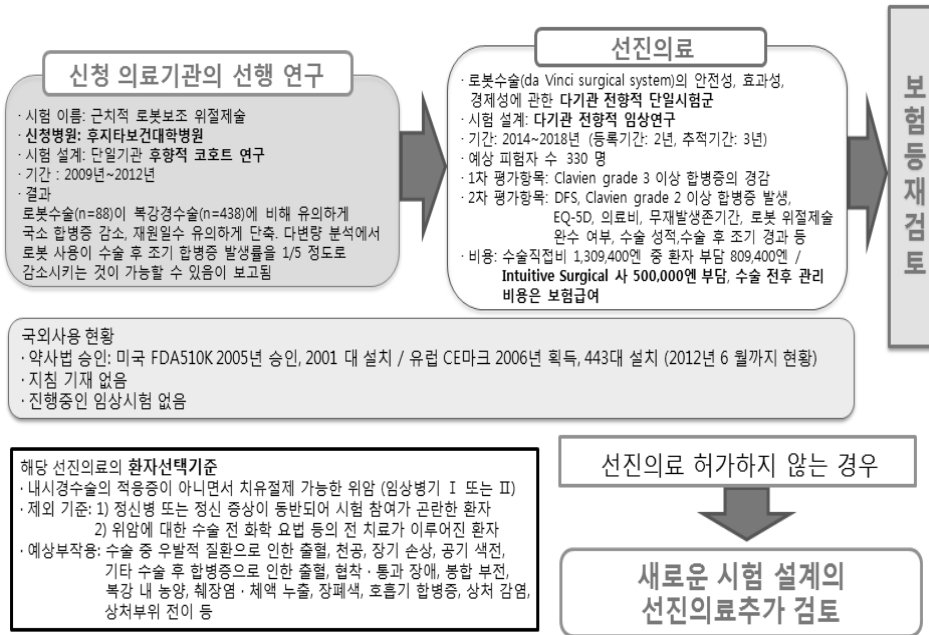 신청 의료기관의 선행 연구
· 시험 이름: 근치적 로봇보조 위절제술
· 신청병원: 후지타보건대학병원
· 시험 설계: 단일기관 후향적 코호트 연구
· 기간 : 2009년~2012년
· 결과
로봇수술(n=88)이 복강경수술(n=438)에 비해 유의하게
국소 합병증 감소, 재원일수 유의하게 단축. 다변량 분석에서
로봇 사용이 수술 후 조기 합병증 발생률을 1/5 정도로
감소시키는 것이 가능할 수 있음이 보고됨
선진의료
· 로봇수술(da Vinci surgical system)의 안전성, 효과성,
경제성에 관한 다기관 전향적 단일시험군
· 시험 설계: 다기관 전향적 임상연구
· 기간: 2014~2018년 (등록기간: 2년, 추적기간: 3년)
· 예상 피험자 수 330 명
· 1차 평가항목: Clavien grade 3 이상 합병증의 경감
· 2차 평가항목: DFS, Clavien grade 2 이상 합병증 발생,
EQ-5D, 의료비, 무재발생존기간, 로봇 위절제술
완수 여부, 수술 성적,수술 후 조기 경과 등
· 비용: 수술직접비 1,309,400엔 중 환자 부담 809,400엔 /
Intuitive Surgical 사 500,000엔 부담, 수술 전후 관리
비용은 보험급여
보험등재검토
국외사용 현황
· 약사법 승인: 미국 FDA510K 2005년 승인, 2001 대 설치 / 유럽 CE마크 2006년 획득, 443대 설치 (2012년 6 월까지 현황)
· 지침 기재 없음
· 진행중인 임상시험 없음
해당 선진의료의 환자선택기준
· 내시경수술의 적응증이 아니면서 치유절제 가능한 위암 (임상병기 Ⅰ 또는 Ⅱ)
· 제외 기준: 1) 정신병 또는 정신 증상이 동반되어 시험 참여가 곤란한 환자
2) 위암에 대한 수술 전 화학 요법 등의 전 치료가 이루어진 환자
· 예상부작용: 수술 중 우발적 질환으로 인한 출혈, 천공, 장기 손상, 공기 색전,
기타 수술 후 합병증으로 인한 출혈, 협착 · 통과 장애, 봉합 부전,
복강 내 농양, 췌장염 · 체액 누출, 장폐색, 호흡기 합병증, 상처 감염,
상처부위 전이 등
선진의료 허가하지 않는 경우
새로운 시험 설계의
선진의료추가 검토